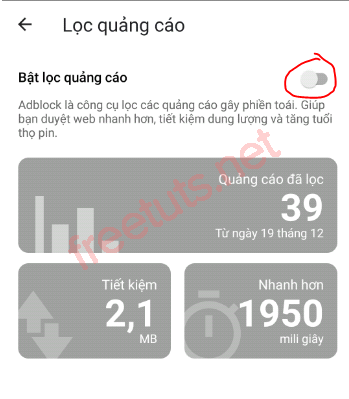 Lọc quảng cáo
Bật lọc quảng cáo
Adblock là công cụ lọc các quảng cáo gây phiền toái. Giúp
bạn duyệt web nhanh hơn, tiết kiệm dung lượng và tăng tuổi
thọ pin.
Quảng cáo đã lọc
39
Từ ngày 19 tháng 12
freetuts.net
Tiết kiệm
2,1
MB
Nhanh hơn
1950
mili giây